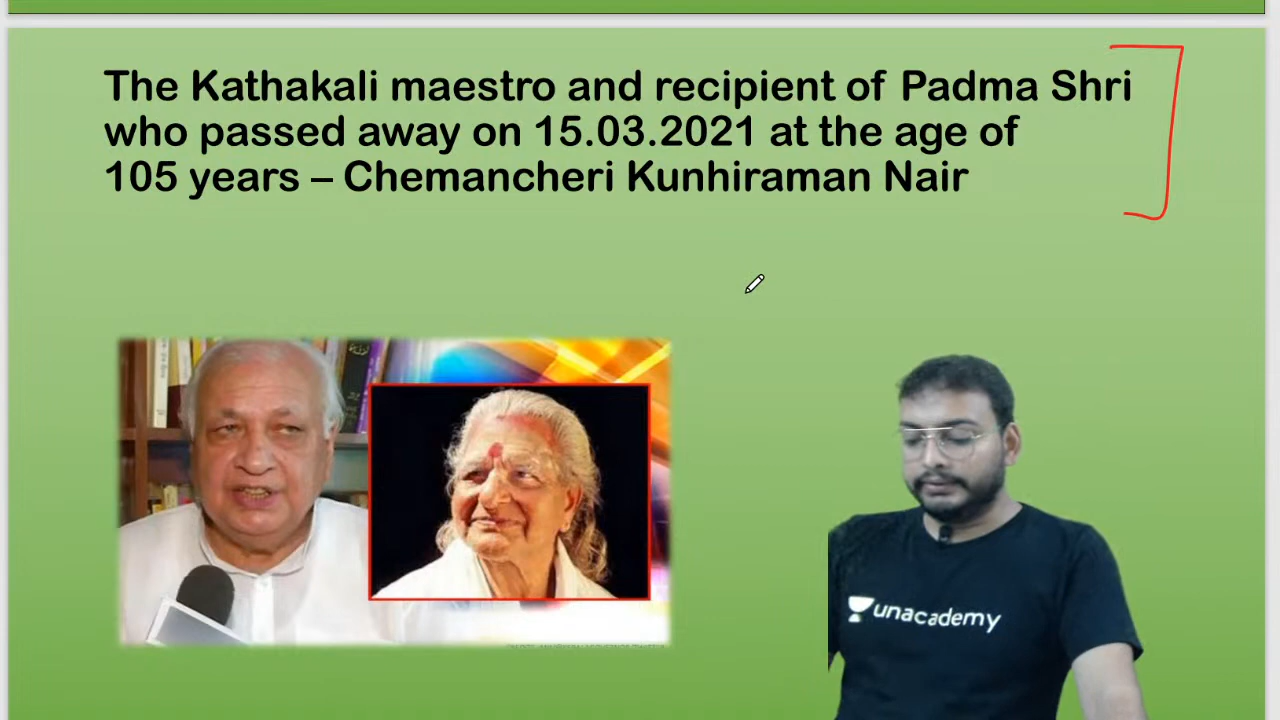 The Kathakali maestro and recipient of Padma Shri
who passed away on 15.03.2021 at the age of
105 years – Chemancheri Kunhiraman Nair
unacademy